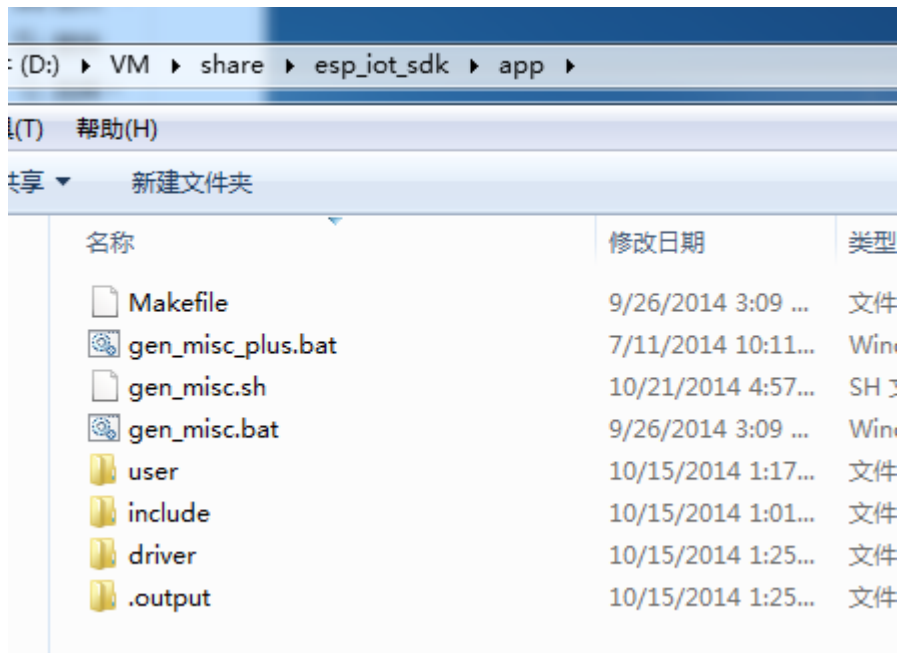 (D:) ▸ VM ▸ share ▸ esp_iot_sdk ▸ app ▸
(T) 帮助(H)
共享 新建文件夹
名称 修改日期 类型
Makefile 9/26/2014 3:09 ... 文件
gen_misc_plus.bat 7/11/2014 10:11... Wind
gen_misc.sh 10/21/2014 4:57... SH
gen_misc.bat 9/26/2014 3:09 ... Wind
user 10/15/2014 1:17... 文件
include 10/15/2014 1:01... 文件
driver 10/15/2014 1:25... 文件
.output 10/15/2014 1:25... 文件